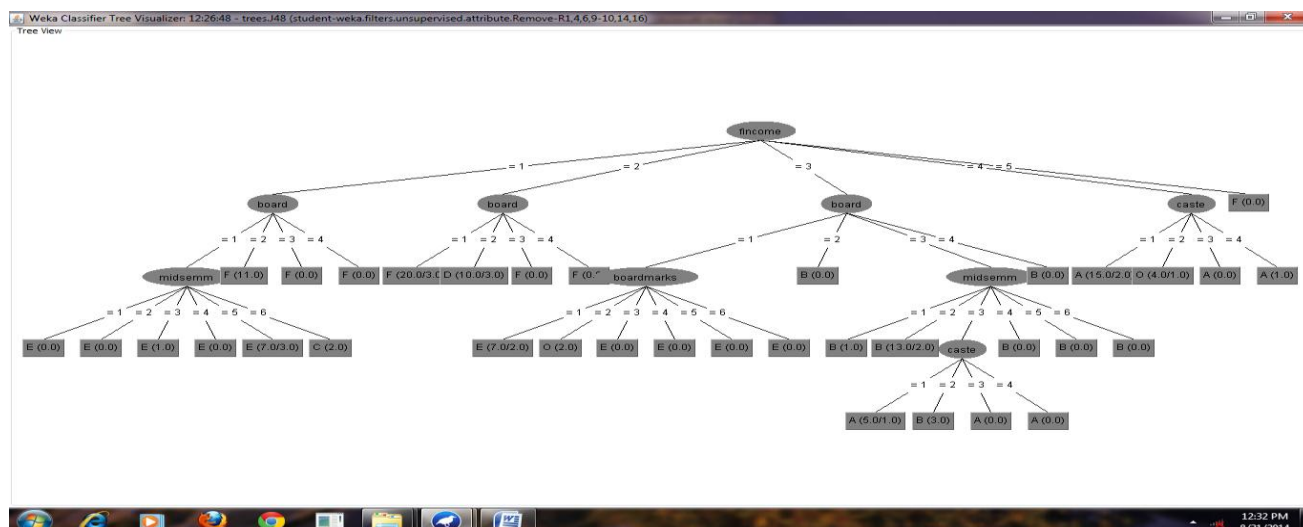 Weka Classifier Tree Visualizer: 12:26:48 - trees.J48 (student-weka.filters.unsupervised.attribute.Remove-R1,4,6,9-10,14,16)
Tree View
fincome
= 1 = 2 = 3 = 4 = 5
board board board caste F (0.0)
= 1 = 2 = 3 = 4 = 1 = 2 = 3 = 4 = 1 = 2 = 3 = 4 = 1 = 2 = 3 = 4
midsemm F (11.0) F (0.0) F (0.0) F (20.0/3.0 D (10.0/3.0) F (0.0) F (0. boardmarks B (0.0) midsemm B (0.0) A (15.0/2.0 O (4.0/1.0) A (0.0) A (1.0)
= 1 = 2 = 3 = 4 = 5 = 6 = 1 = 2 = 3 = 4 = 5 = 6 = 1 = 2 = 3 = 4 = 5 = 6
E (0.0) E (0.0) E (1.0) E (0.0) E (7.0/3.0) C (2.0) E (7.0/2.0) O (2.0) E (0.0) E (0.0) E (0.0) E (0.0) B (1.0) B (13.0/2.0) caste B (0.0) B (0.0) B (0.0)
= 1 = 2 = 3 = 4
A (5.0/1.0) B (3.0) A (0.0) A (0.0)
12:32 PM